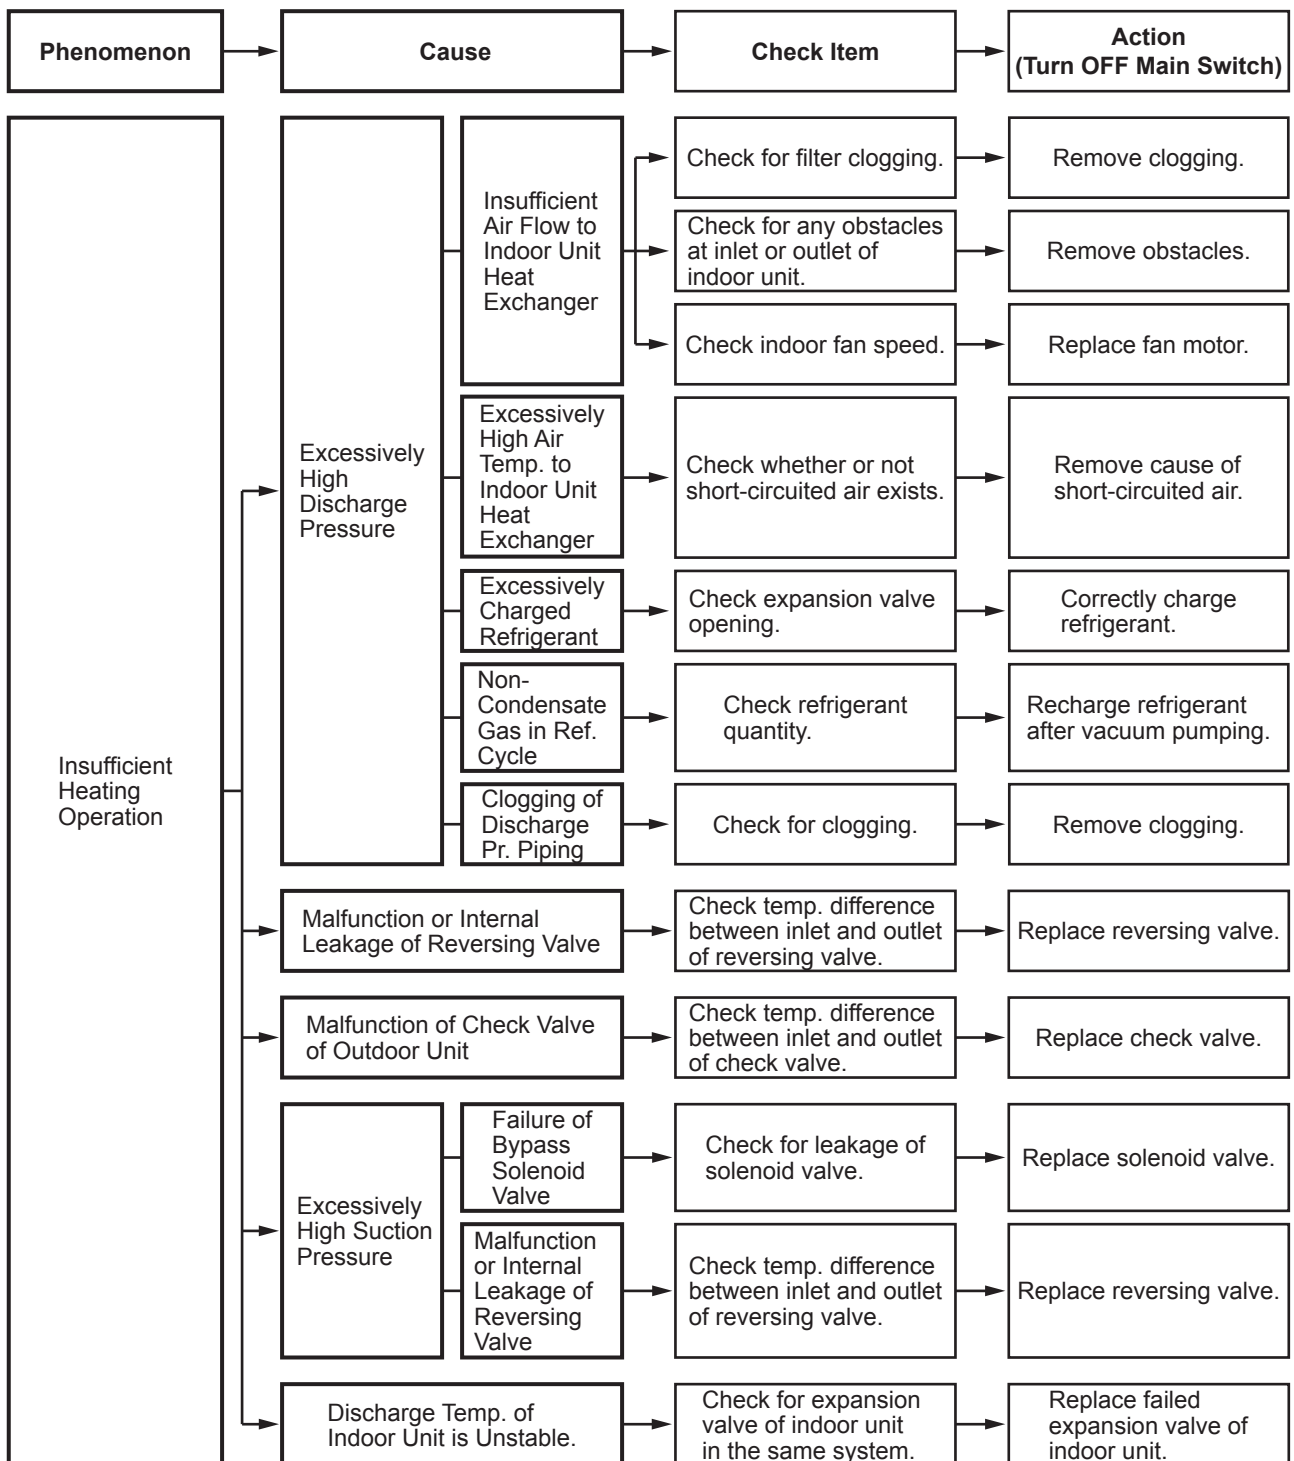 Phenomenon
Cause
Check Item
Action
(Turn OFF Main Switch)
Insufficient
Heating
Operation
Excessively
High
Discharge
Pressure
Insufficient
Air Flow to
Indoor Unit
Heat
Exchanger
Check for filter clogging.
Remove clogging.
Check for any obstacles
at inlet or outlet of
indoor unit.
Remove obstacles.
Check indoor fan speed.
Replace fan motor.
Excessively
High Air
Temp. to
Indoor Unit
Heat
Exchanger
Check whether or not
short-circuited air exists.
Remove cause of
short-circuited air.
Excessively
Charged
Refrigerant
Check expansion valve
opening.
Correctly charge
refrigerant.
Non-
Condensate
Gas in Ref.
Cycle
Check refrigerant
quantity.
Recharge refrigerant
after vacuum pumping.
Clogging of
Discharge
Pr. Piping
Check for clogging.
Remove clogging.
Malfunction or Internal
Leakage of Reversing Valve
Check temp. difference
between inlet and outlet
of reversing valve.
Replace reversing valve.
Malfunction of Check Valve
of Outdoor Unit
Check temp. difference
between inlet and outlet
of check valve.
Replace check valve.
Excessively
High Suction
Pressure
Failure of
Bypass
Solenoid
Valve
Check for leakage of
solenoid valve.
Replace solenoid valve.
Malfunction
or Internal
Leakage of
Reversing
Valve
Check temp. difference
between inlet and outlet
of reversing valve.
Replace reversing valve.
Discharge Temp. of
Indoor Unit is Unstable.
Check for expansion
valve of indoor unit
in the same system.
Replace failed
expansion valve of
indoor unit.